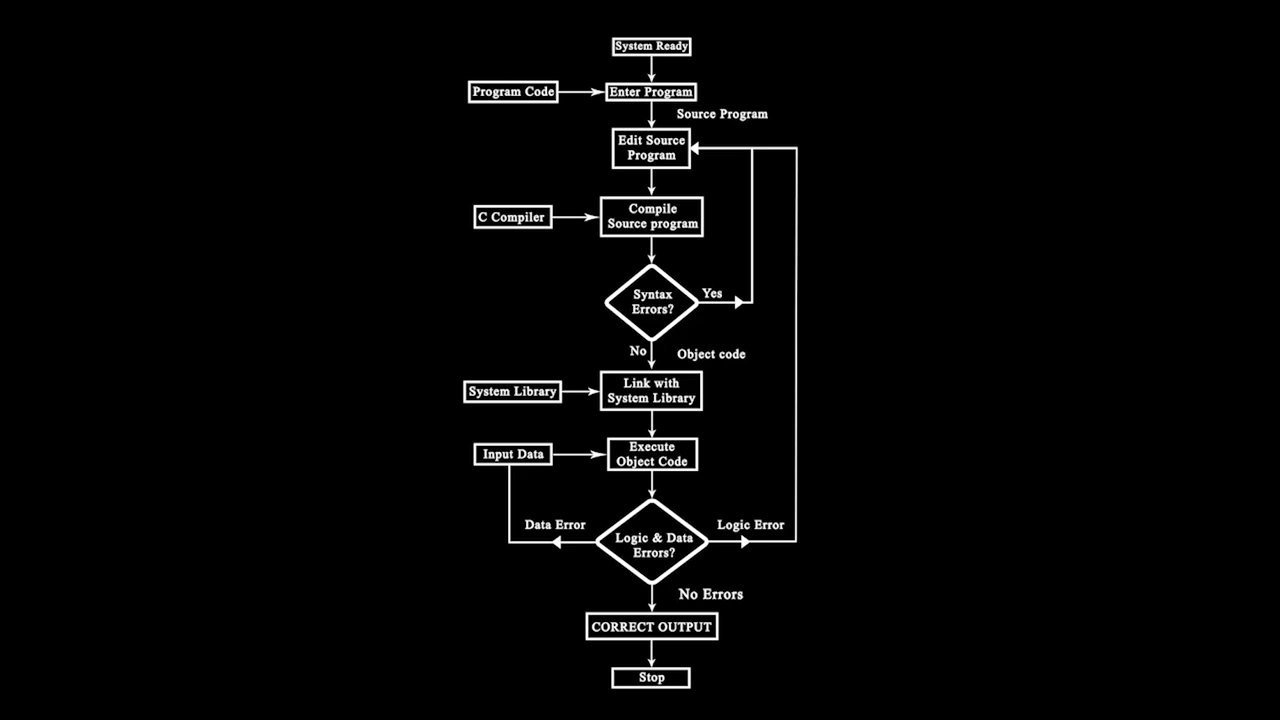 System Ready
Program Code
Enter Program
Source Program
Edit Source
Program
C Compiler
Compile
Source program
Syntax
Errors?
Yes
No
Object code
System Library
Link with
System Library
Input Data
Execute
Object Code
Data Error
Logic & Data
Errors?
Logic Error
No Errors
CORRECT OUTPUT
Stop